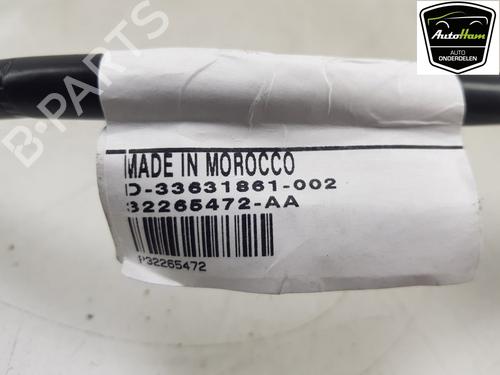 AutoHam
AUTO
ONDERDELEN
B-PARTS
MADE IN MOROCCO
D-33631861-002
32265472-AA
P32265472